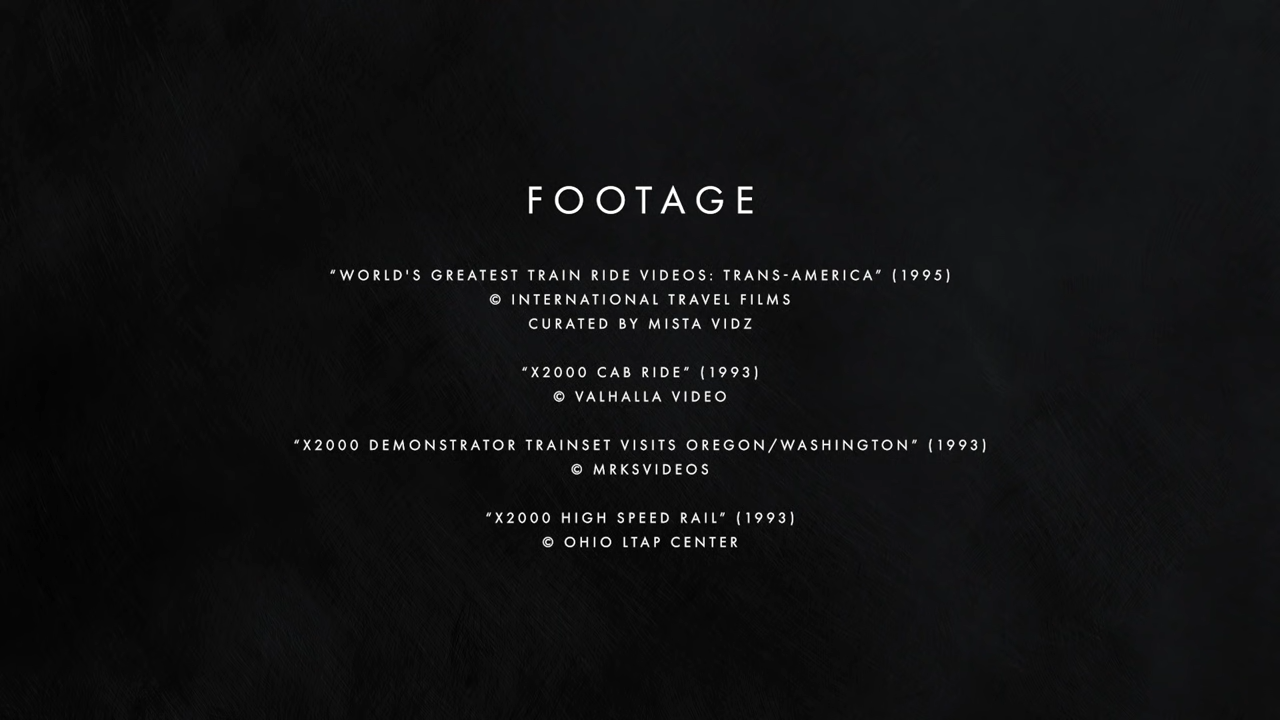 FOOTAGE
“WORLD'S GREATEST TRAIN RIDE VIDEOS: TRANS-AMERICA” (1995)
© INTERNATIONAL TRAVEL FILMS
CURATED BY MISTA VIDZ
“X2000 CAB RIDE” (1993)
© VALHALLA VIDEO
“X2000 DEMONSTRATOR TRAINSET VISITS OREGON/WASHINGTON” (1993)
© MRKSVIDEOS
“X2000 HIGH SPEED RAIL” (1993)
© OHIO LTAP CENTER